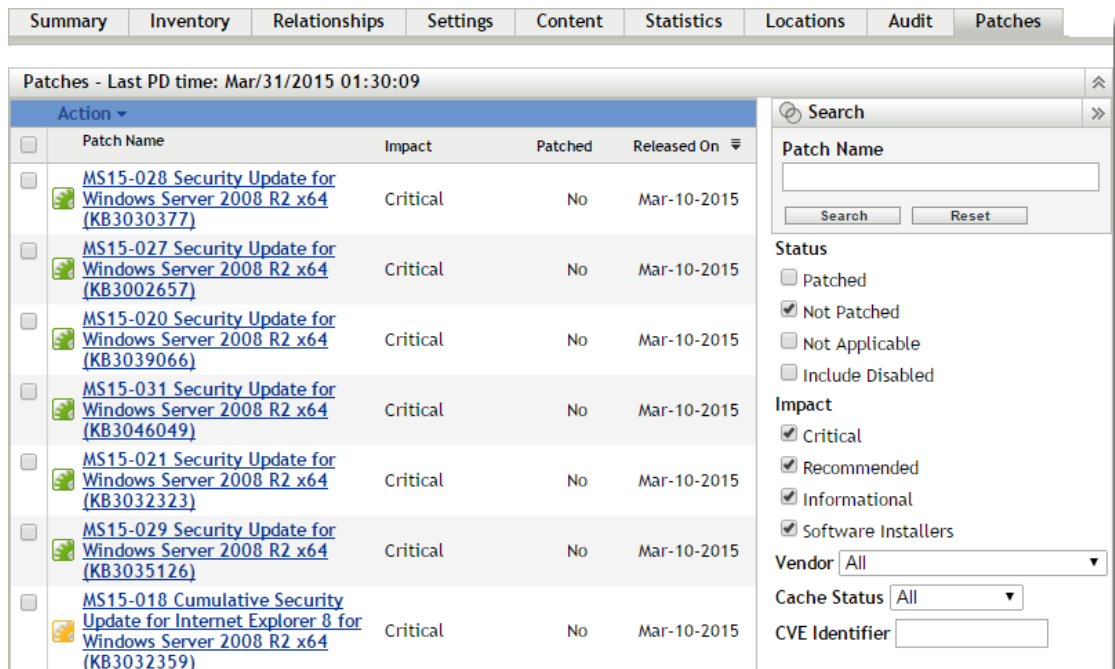 Summary Inventory Relationships Settings Content Statistics Locations Audit Patches
Patches - Last PD time: Mar/31/2015 01:30:09
Action
Patch Name Impact Patched Released On
MS15-028 Security Update for
Windows Server 2008 R2 x64
(KB3030377)
Critical No Mar-10-2015
MS15-027 Security Update for
Windows Server 2008 R2 x64
(KB3002657)
Critical No Mar-10-2015
MS15-020 Security Update for
Windows Server 2008 R2 x64
(KB3039066)
Critical No Mar-10-2015
MS15-031 Security Update for
Windows Server 2008 R2 x64
(KB3046049)
Critical No Mar-10-2015
MS15-021 Security Update for
Windows Server 2008 R2 x64
(KB3032323)
Critical No Mar-10-2015
MS15-029 Security Update for
Windows Server 2008 R2 x64
(KB3035126)
Critical No Mar-10-2015
MS15-018 Cumulative Security
Update for Internet Explorer 8 for
Windows Server 2008 R2 x64
(KB3032359)
Critical No Mar-10-2015
Search
Patch Name
Search Reset
Status
Patched
Not Patched
Not Applicable
Include Disabled
Impact
Critical
Recommended
Informational
Software Installers
Vendor All
Cache Status All
CVE Identifier